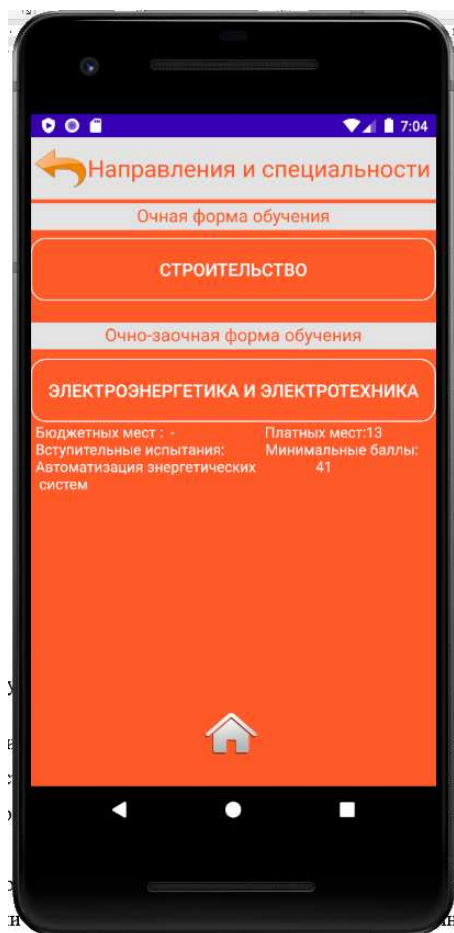 7:04
Направления и специальности
Очная форма обучения
СТРОИТЕЛЬСТВО
Очно-заочная форма обучения
ЭЛЕКТРОЭНЕРГЕТИКА И ЭЛЕКТРОТЕХНИКА
Бюджетных мест : - Платных мест:13
Вступительные испытания: Минимальные баллы:
Автоматизация энергетических 41
систем